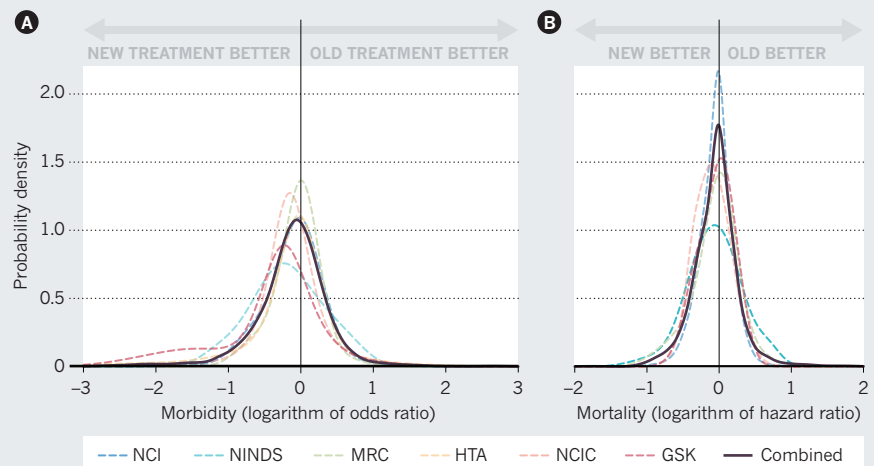 A
NEW TREATMENT BETTER OLD TREATMENT BETTER
B
NEW BETTER OLD BETTER
Probability density
2.0
1.5
1.0
0.5
0
−3 −2 −1 0 1 2 3
Morbidity (logarithm of odds ratio)
−2 −1 0 1 2
Mortality (logarithm of hazard ratio)
NCI NINDS MRC HTA NCIC GSK Combined